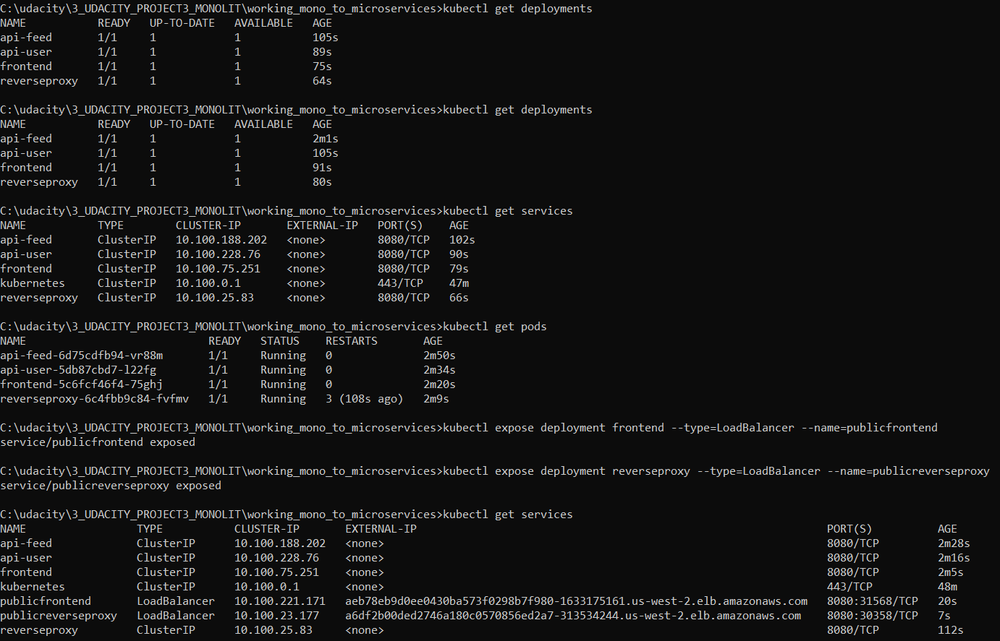 C:\udacity\3_UDACITY_PROJECT3_MONOLIT\working_mono_to_microservices>kubectl get deployments
NAME READY UP-TO-DATE AVAILABLE AGE
api-feed 1/1 1 1 105s
api-user 1/1 1 1 89s
frontend 1/1 1 1 75s
reverseproxy 1/1 1 1 64s
C:\udacity\3_UDACITY_PROJECT3_MONOLIT\working_mono_to_microservices>kubectl get deployments
NAME READY UP-TO-DATE AVAILABLE AGE
api-feed 1/1 1 1 2m1s
api-user 1/1 1 1 105s
frontend 1/1 1 1 91s
reverseproxy 1/1 1 1 80s
C:\udacity\3_UDACITY_PROJECT3_MONOLIT\working_mono_to_microservices>kubectl get services
NAME TYPE CLUSTER-IP EXTERNAL-IP PORT(S) AGE
api-feed ClusterIP 10.100.188.202 <none> 8080/TCP 102s
api-user ClusterIP 10.100.228.76 <none> 8080/TCP 90s
frontend ClusterIP 10.100.75.251 <none> 8080/TCP 79s
kubernetes ClusterIP 10.100.0.1 <none> 443/TCP 47m
reverseproxy ClusterIP 10.100.25.83 <none> 8080/TCP 66s
C:\udacity\3_UDACITY_PROJECT3_MONOLIT\working_mono_to_microservices>kubectl get pods
NAME READY STATUS RESTARTS AGE
api-feed-6d75cdfb94-vr88m 1/1 Running 0 2m50s
api-user-5db87cbd7-l22fg 1/1 Running 0 2m34s
frontend-5c6fcf46f4-75ghj 1/1 Running 0 2m20s
reverseproxy-6c4fbb9c84-fvfmv 1/1 Running 3 (108s ago) 2m9s
C:\udacity\3_UDACITY_PROJECT3_MONOLIT\working_mono_to_microservices>kubectl expose deployment frontend --type=LoadBalancer --name=publicfrontend
service/publicfrontend exposed
C:\udacity\3_UDACITY_PROJECT3_MONOLIT\working_mono_to_microservices>kubectl expose deployment reverseproxy --type=LoadBalancer --name=publicreverseproxy
service/publicreverseproxy exposed
C:\udacity\3_UDACITY_PROJECT3_MONOLIT\working_mono_to_microservices>kubectl get services
NAME TYPE CLUSTER-IP EXTERNAL-IP PORT(S) AGE
api-feed ClusterIP 10.100.188.202 <none> 8080/TCP 2m28s
api-user ClusterIP 10.100.228.76 <none> 8080/TCP 2m16s
frontend ClusterIP 10.100.75.251 <none> 8080/TCP 2m5s
kubernetes ClusterIP 10.100.0.1 <none> 443/TCP 48m
publicfrontend LoadBalancer 10.100.221.171 aeb78eb9d0ee0430ba573f0298b7f980-1633175161.us-west-2.elb.amazonaws.com 8080:31568/TCP 20s
publicreverseproxy LoadBalancer 10.100.23.177 a6df2b00ded2746a180c0570856ed2a7-313534244.us-west-2.elb.amazonaws.com 8080:30358/TCP 7s
reverseproxy ClusterIP 10.100.25.83 <none> 8080/TCP 112s